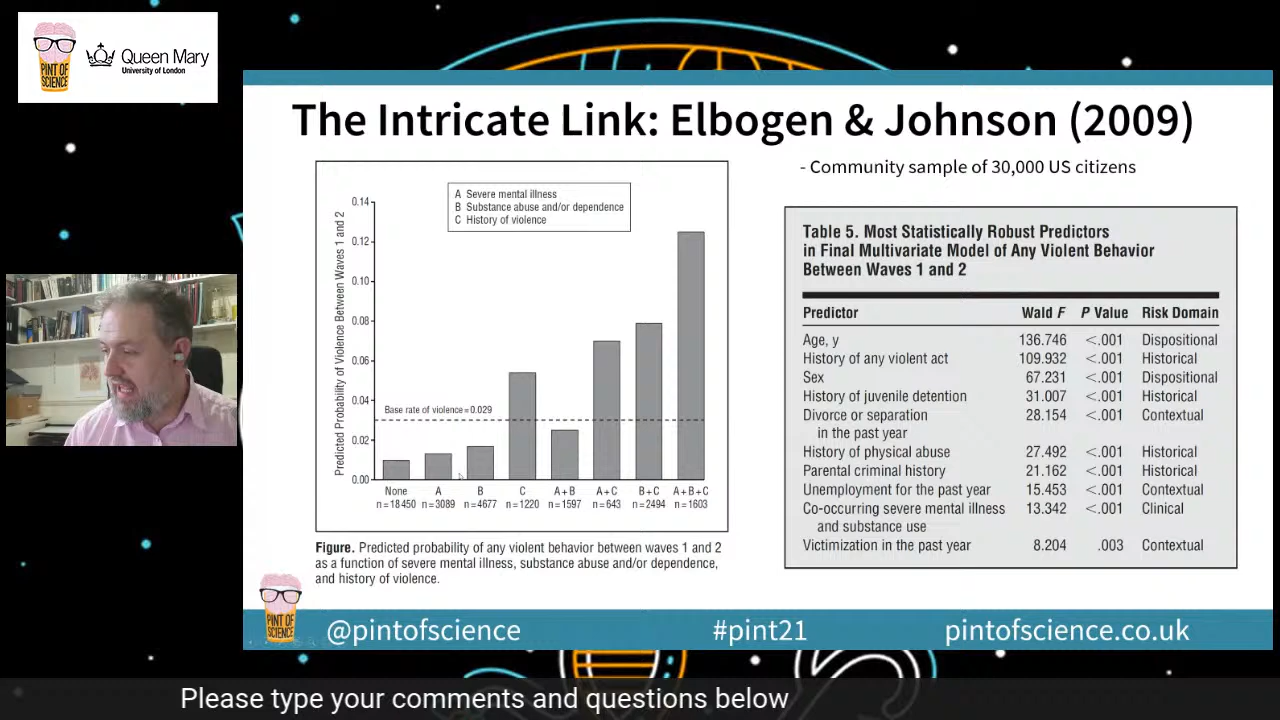 PINT OF
SCIENCE
Queen Mary
University of London
The Intricate Link: Elbogen & Johnson (2009)
- Community sample of 30,000 US citizens
A Severe mental illness
B Substance abuse and/or dependence
C History of violence
Predicted Probability of Violence Between Waves 1 and 2
0.14
0.12
0.10
0.08
0.06
0.04
0.02
0.00
Base rate of violence = 0.029
None A B C A + B A + C B + C A + B + C
n = 18 450 n = 3089 n = 4677 n = 1220 n = 1597 n = 643 n = 2494 n = 1603
Figure. Predicted probability of any violent behavior between waves 1 and 2
as a function of severe mental illness, substance abuse and/or dependence,
and history of violence.
Table 5. Most Statistically Robust Predictors
in Final Multivariate Model of Any Violent Behavior
Between Waves 1 and 2
Predictor Wald F P Value Risk Domain
Age, y 136.746 <.001 Dispositional
History of any violent act 109.932 <.001 Historical
Sex 67.231 <.001 Dispositional
History of juvenile detention 31.007 <.001 Historical
Divorce or separation 28.154 <.001 Contextual
in the past year
History of physical abuse 27.492 <.001 Historical
Parental criminal history 21.162 <.001 Historical
Unemployment for the past year 15.453 <.001 Contextual
Co-occurring severe mental illness 13.342 <.001 Clinical
and substance use
Victimization in the past year 8.204 .003 Contextual
PINT OF
SCIENCE
@pintofscience #pint21 pintofscience.co.uk
Please type your comments and questions below